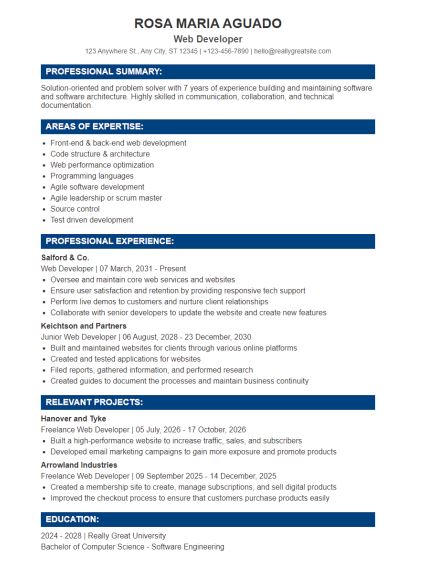 ROSA MARIA AGUADO
Web Developer
123 Anywhere St., Any City, ST 12345 | +123-456-7890 | hello@reallygreatsite.com
PROFESSIONAL SUMMARY:
Solution-oriented and problem solver with 7 years of experience building and maintaining software
and software architecture. Highly skilled in communication, collaboration, and technical
documentation.
AREAS OF EXPERTISE:
• Front-end & back-end web development
• Code structure & architecture
• Web performance optimization
• Programming languages
• Agile software development
• Agile leadership or scrum master
• Source control
• Test driven development
PROFESSIONAL EXPERIENCE:
Salford & Co.
Web Developer | 07 March, 2031 - Present
• Oversee and maintain core web services and websites
• Ensure user satisfaction and retention by providing responsive tech support
• Perform live demos to customers and nurture client relationships
• Collaborate with senior developers to update the website and create new features
Keichtson and Partners
Junior Web Developer | 06 August, 2028 - 23 December, 2030
• Built and maintained websites for clients through various online platforms
• Created and tested applications for websites
• Filed reports, gathered information, and performed research
• Created guides to document the processes and maintain business continuity
RELEVANT PROJECTS:
Hanover and Tyke
Freelance Web Developer | 05 July, 2026 - 17 October, 2026
• Built a high-performance website to increase traffic, sales, and subscribers
• Developed email marketing campaigns to gain more exposure and promote products
Arrowland Industries
Freelance Web Developer | 09 September 2025 - 14 December, 2025
• Created a membership site to create, manage subscriptions, and sell digital products
• Improved the checkout process to ensure that customers purchase products easily
EDUCATION:
2024 - 2028 | Really Great University
Bachelor of Computer Science - Software Engineering